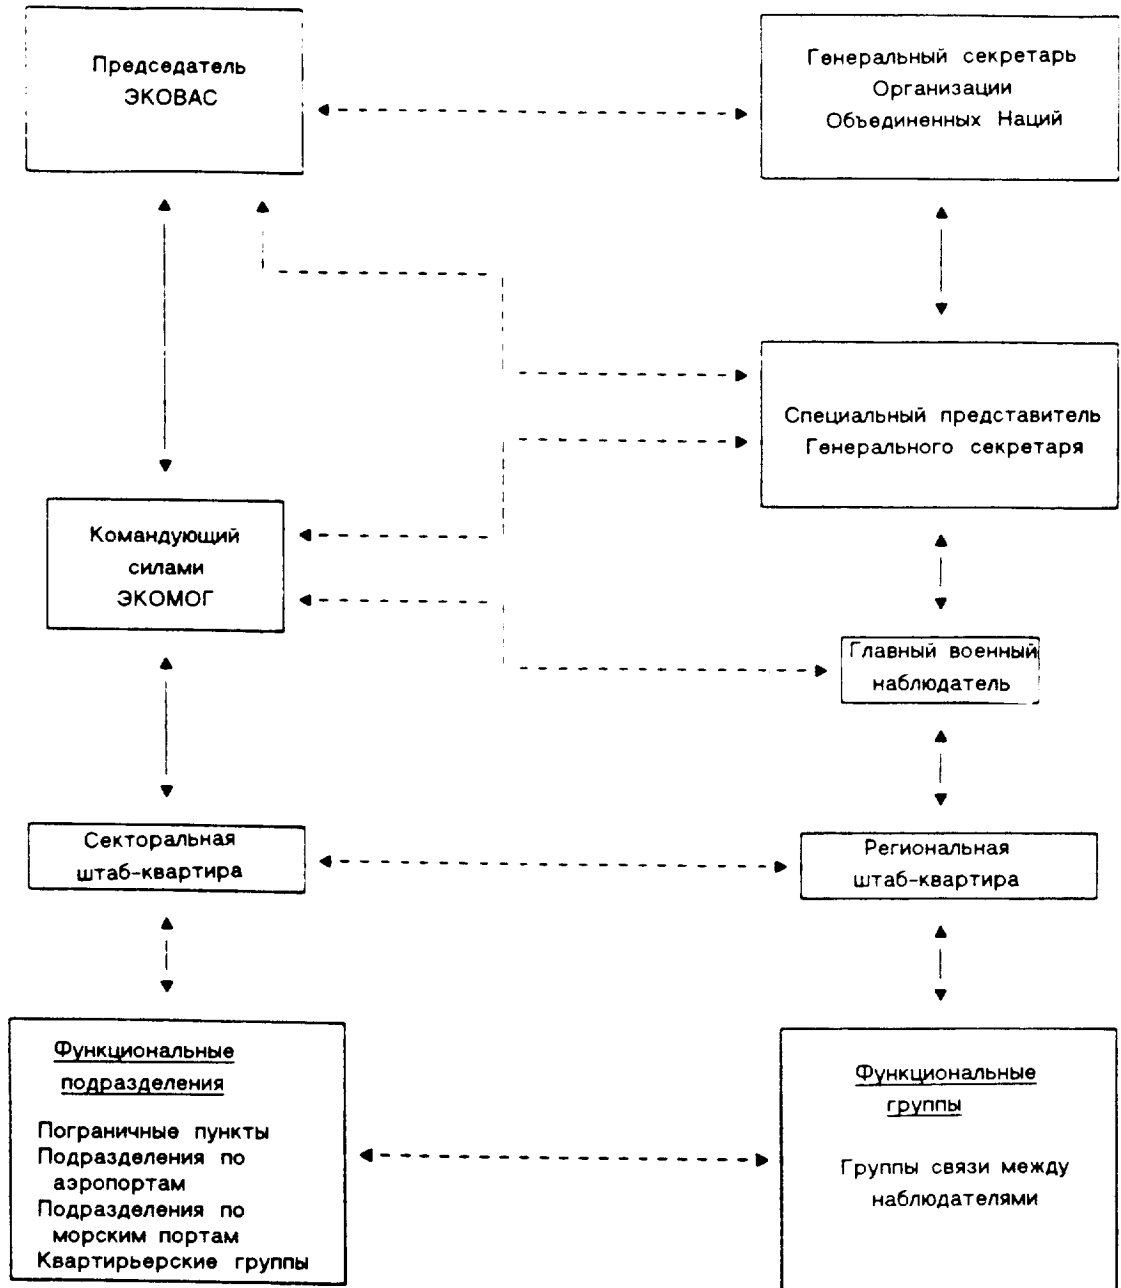 Председатель
ЭКОВАС
Генеральный секретарь
Организации
Объединенных Наций
Специальный представитель
Генерального секретаря
Командующий
силами
ЭКОМОГ
Главный военный
наблюдатель
Секторальная
штаб-квартира
Региональная
штаб-квартира
Функциональные
подразделения
Пограничные пункты
Подразделения по
аэропортам
Подразделения по
морским портам
Квартирьерские группы
Функциональные
группы
Группы связи между
наблюдателями